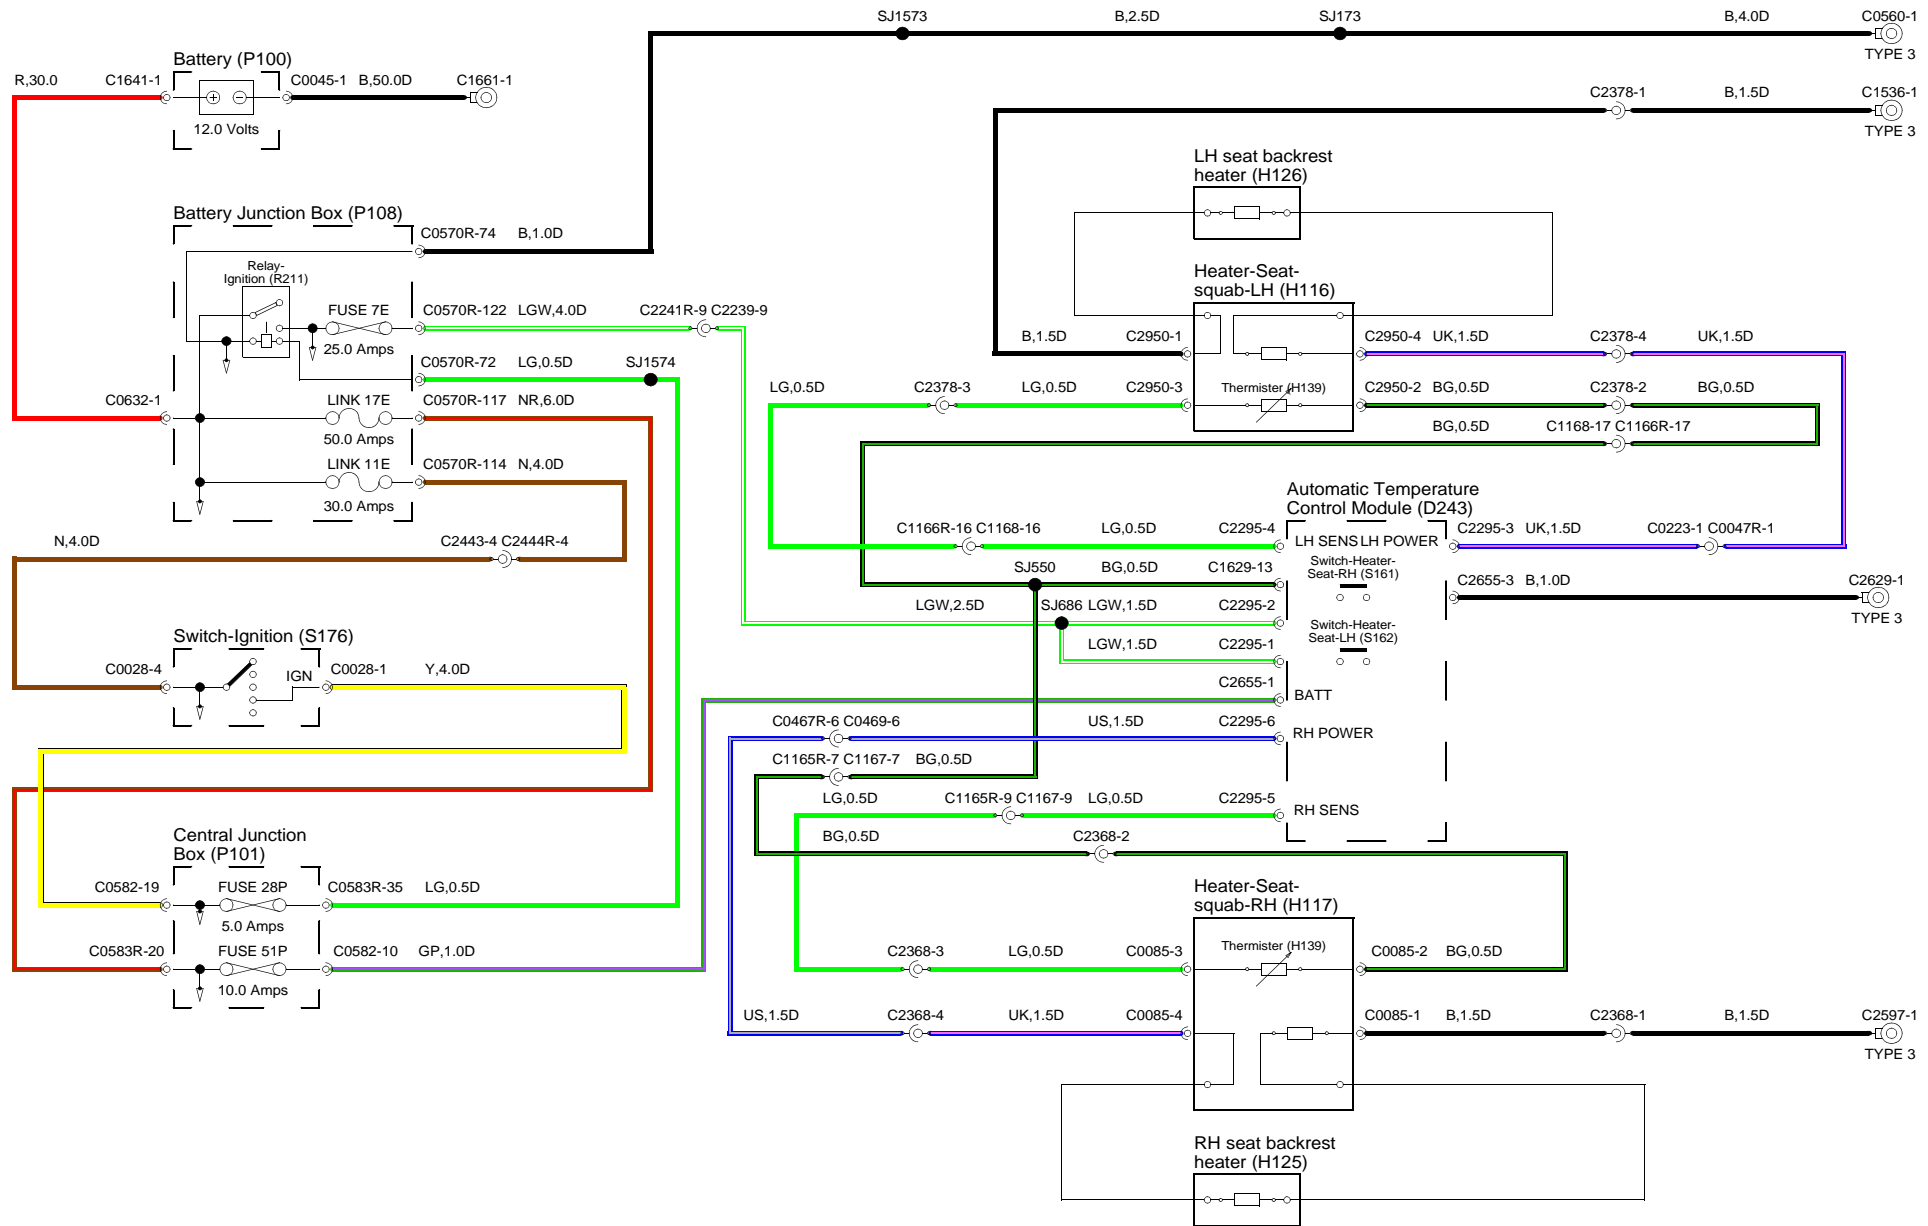 SJ1573 B,2.5D SJ173 B,4.0D C0560-1
TYPE 3
Battery (P100)
R,30.0 C1641-1 C0045-1 B,50.0D C1661-1
12.0 Volts
C2378-1 B,1.5D C1536-1
TYPE 3
LH seat backrest
heater (H126)
Battery Junction Box (P108)
C0570R-74 B,1.0D
Relay-
Ignition (R211)
FUSE 7E C0570R-122 LGW,4.0D C2241R-9 C2239-9
25.0 Amps
C0570R-72 LG,0.5D SJ1574
C0632-1 LINK 17E C0570R-117 NR,6.0D
50.0 Amps
LINK 11E C0570R-114 N,4.0D
30.0 Amps
Heater-Seat-
squab-LH (H116)
B,1.5D C2950-1 C2950-4 UK,1.5D C2378-4 UK,1.5D
LG,0.5D C2378-3 LG,0.5D C2950-3 Thermister (H139) C2950-2 BG,0.5D C2378-2 BG,0.5D
BG,0.5D C1168-17 C1166R-17
Automatic Temperature
Control Module (D243)
C1166R-16 C1168-16 LG,0.5D C2295-4 LH SENS LH POWER C2295-3 UK,1.5D C0223-1 C0047R-1
N,4.0D C2443-4 C2444R-4
SJ550 BG,0.5D C1629-13
Switch-Heater-
Seat-RH (S161)
C2655-3 B,1.0D C2629-1
TYPE 3
LGW,2.5D SJ686 LGW,1.5D C2295-2
Switch-Heater-
Seat-LH (S162)
LGW,1.5D C2295-1
Switch-Ignition (S176)
C0028-4 IGN C0028-1 Y,4.0D
C2655-1 BATT
C0467R-6 C0469-6 US,1.5D C2295-6 RH POWER
C1165R-7 C1167-7 BG,0.5D
LG,0.5D C1165R-9 C1167-9 LG,0.5D C2295-5 RH SENS
BG,0.5D C2368-2
Central Junction
Box (P101)
C0582-19 FUSE 28P C0583R-35 LG,0.5D
5.0 Amps
C0583R-20 FUSE 51P C0582-10 GP,1.0D
10.0 Amps
Heater-Seat-
squab-RH (H117)
C2368-3 LG,0.5D C0085-3 Thermister (H139) C0085-2 BG,0.5D
US,1.5D C2368-4 UK,1.5D C0085-4 C0085-1 B,1.5D C2368-1 B,1.5D C2597-1
TYPE 3
RH seat backrest
heater (H125)